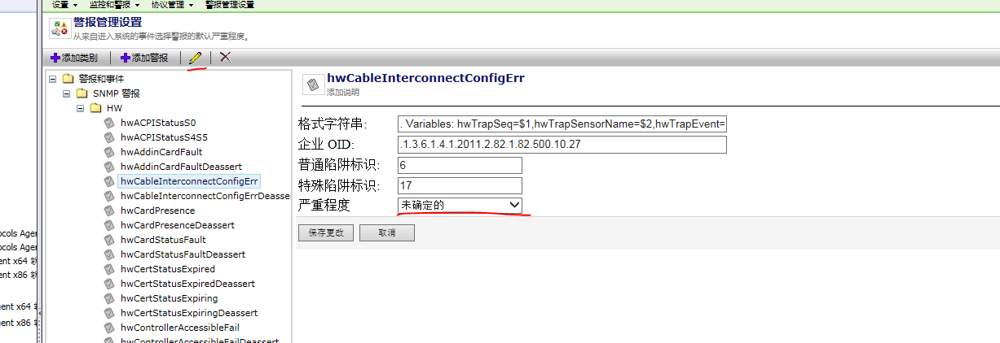 设置 监控和警报 协议管理 警报管理设置
警报管理设置
从来自进入系统的事件选择警报的默认严重程度。
添加类别 添加警报
警报和事件
SNMP 警报
HW
hwACPIStatusS0
hwACPIStatusS4S5
hwAddinCardFault
hwAddinCardFaultDeassert
hwCableInterconnectConfigErr
hwCableInterconnectConfigErrDeasse
hwCardPresence
hwCardPresenceDeassert
hwCardStatusFault
hwCardStatusFaultDeassert
hwCertStatusExpired
hwCertStatusExpiredDeassert
hwCertStatusExpiring
hwCertStatusExpiringDeassert
hwControllerAccessibleFail
hwControllerAccessibleFailDeassert
hwCableInterconnectConfigErr
添加说明
格式字符串: . Variables: hwTrapSeq=$1,hwTrapSensorName=$2,hwTrapEvent=
企业 OID: .1.3.6.1.4.1.2011.2.82.1.82.500.10.27
普通陷阱标识: 6
特殊陷阱标识: 17
严重程度 未确定的
保存更改 取消
ocols Agen
ocols Agen
ent x64
ent x86
gent x64
gent x86